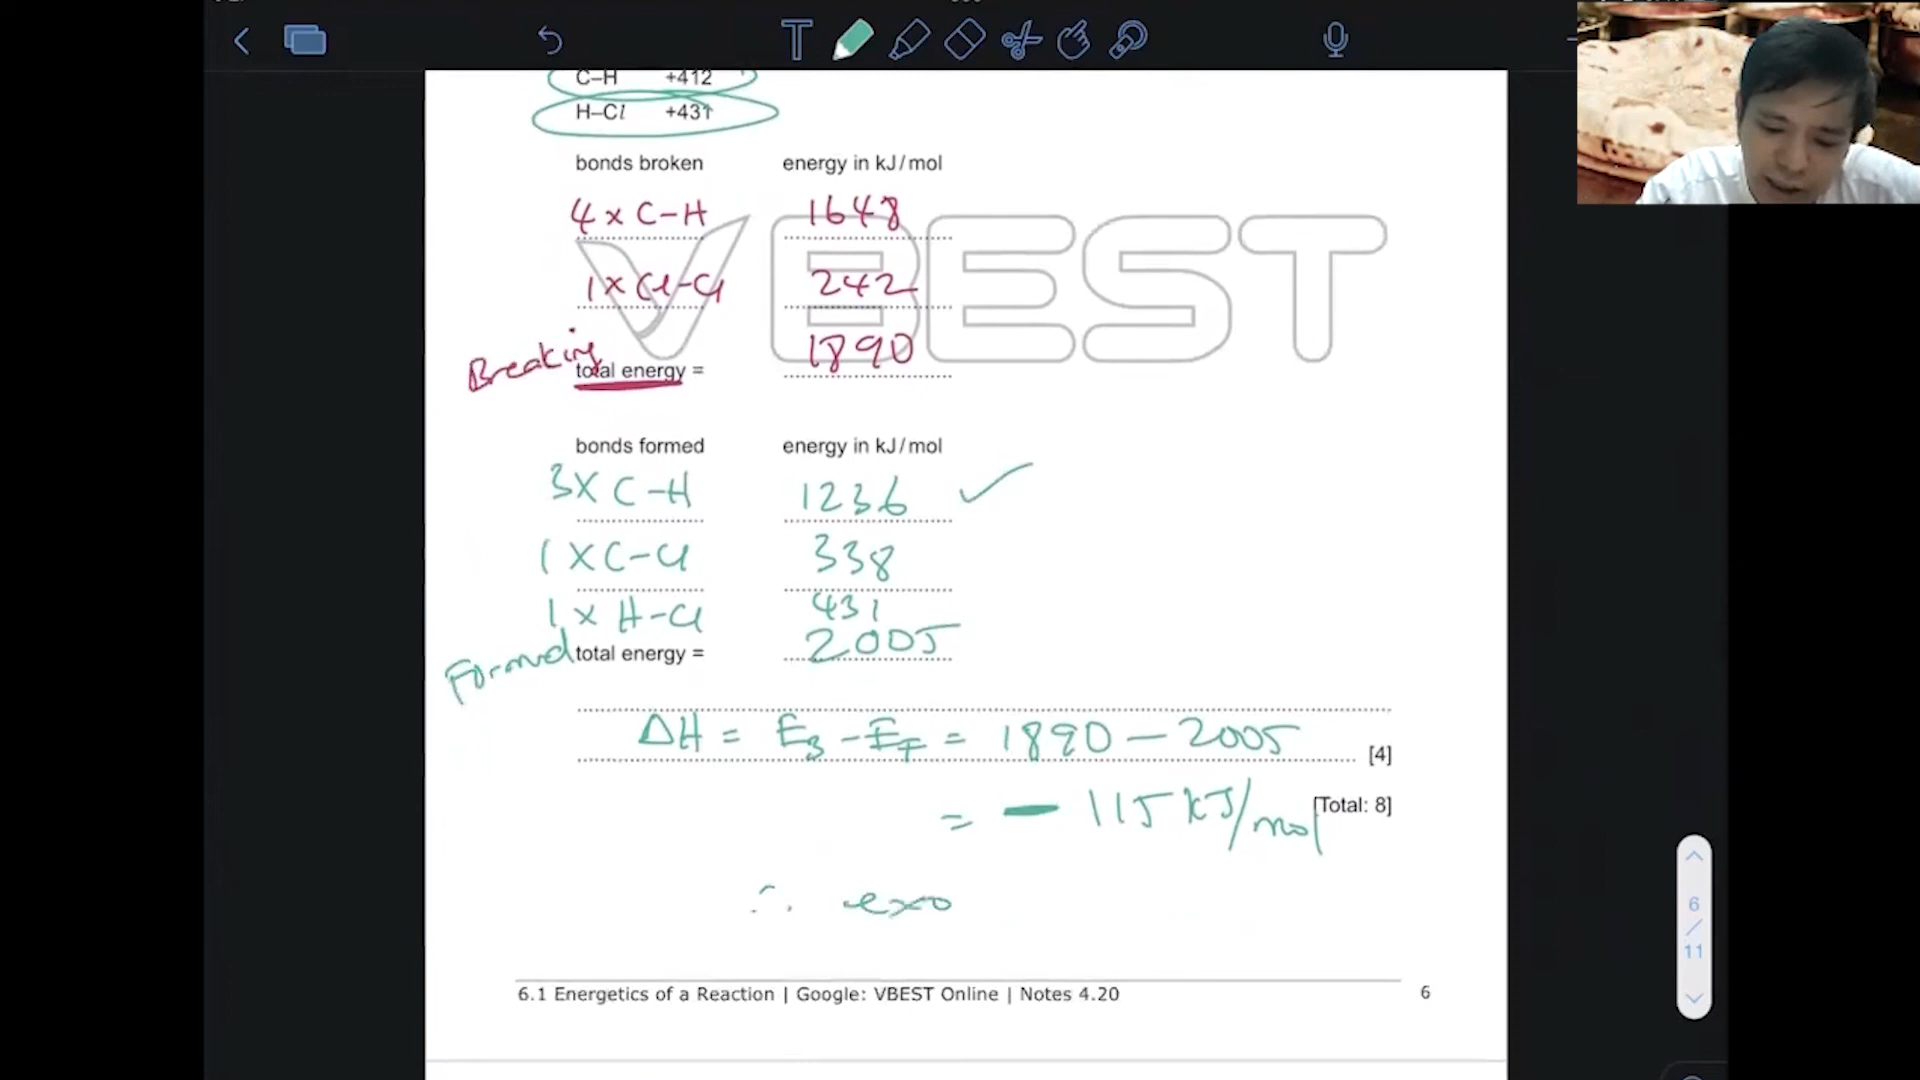 C–H +412
H–Cl +431
bonds broken energy in kJ/mol
4 x C-H 1648
1 x Cl-Cl 242
VBEST
Breaking total energy = 1890
bonds formed energy in kJ/mol
3 X C-H 1236 ✓
1 X C-Cl 338
1 x H-Cl 431
Formed total energy = 2005
ΔH = EB - EF = 1890 - 2005
[4]
= - 115 kJ/mol [Total: 8]
∴ exo
6.1 Energetics of a Reaction | Google: VBEST Online | Notes 4.20 6
6
/
11